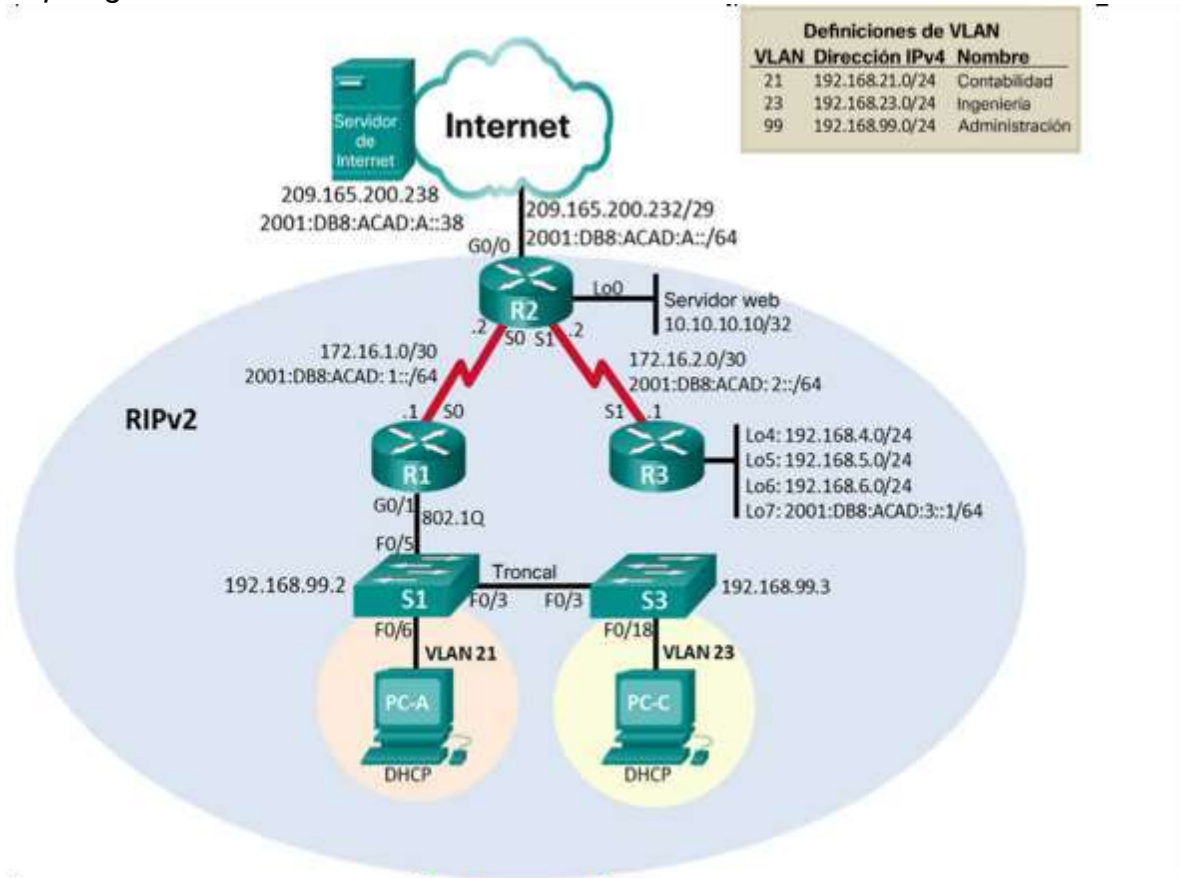 Definiciones de VLAN
VLAN Dirección IPv4 Nombre
21 192.168.21.0/24 Contabilidad
23 192.168.23.0/24 Ingeniería
99 192.168.99.0/24 Administración
Servidor
de
Internet
Internet
209.165.200.238
2001:DB8:ACAD:A::38
209.165.200.232/29
2001:DB8:ACAD:A::/64
G0/0
R2
Lo0
Servidor web
10.10.10.10/32
.2 S0 S1 .2
172.16.1.0/30
2001:DB8:ACAD: 1::/64
172.16.2.0/30
2001:DB8:ACAD: 2::/64
RIPv2
.1 S0
S1 .1
R1
R3
Lo4: 192.168.4.0/24
Lo5: 192.168.5.0/24
Lo6: 192.168.6.0/24
Lo7: 2001:DB8:ACAD:3::1/64
G0/1
802.1Q
F0/5
192.168.99.2
S1
Troncal
F0/3 F0/3
S3
192.168.99.3
F0/6
VLAN 21
F0/18
VLAN 23
PC-A
PC-C
DHCP
DHCP